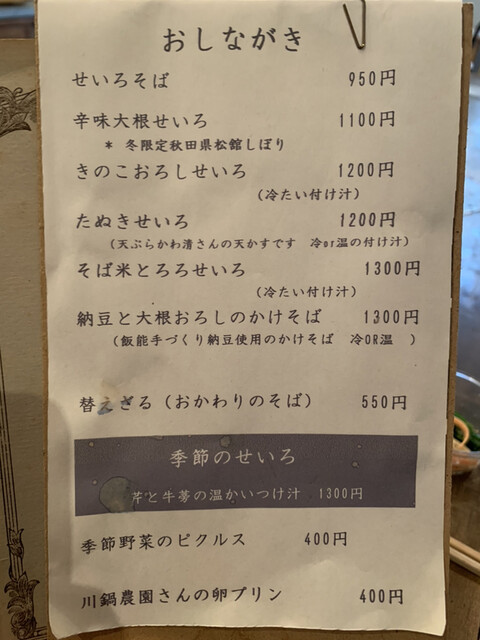 おしながき
せいろそば 950円
辛味大根せいろ 1100円
* 冬限定秋田県松館しぼり
きのこおろしせいろ 1200円
(冷たい付け汁)
たぬきせいろ 1200円
(天ぷらかわ清さんの天かすです 冷or温の付け汁)
そば米とろろせいろ 1300円
(冷たい付け汁)
納豆と大根おろしのかけそば 1300円
(飯能手づくり納豆使用のかけそば 冷OR温 )
替えざる(おかわりのそば) 550円
季節のせいろ
芹と牛蒡の温かいつけ汁 1300円
季節野菜のピクルス 400円
川鍋農園さんの卵プリン 400円